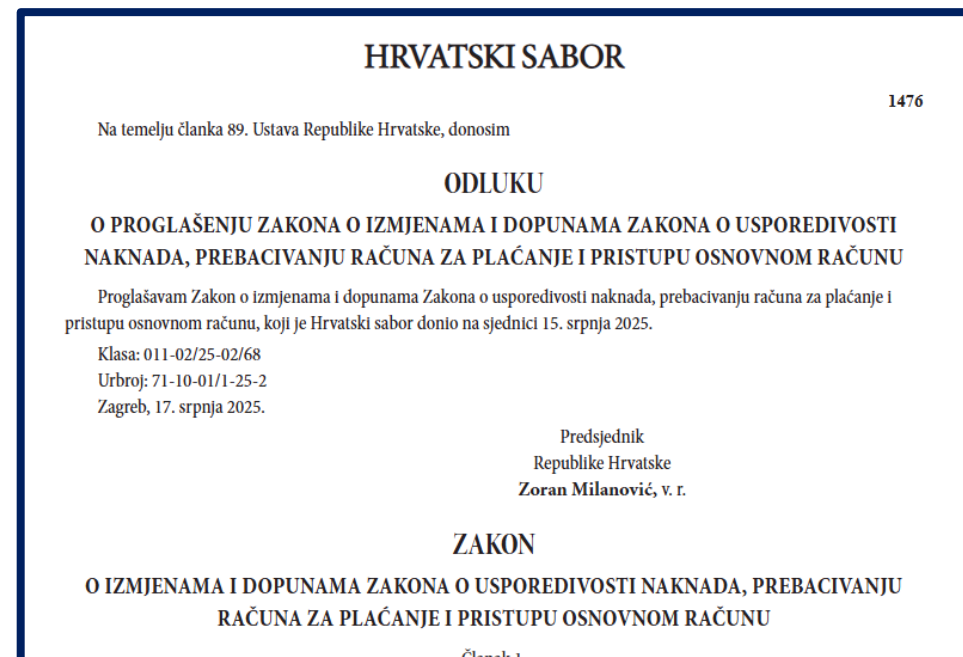 HRVATSKI SABOR
1476
Na temelju članka 89. Ustava Republike Hrvatske, donosim
ODLUKU
O PROGLAŠENJU ZAKONA O IZMJENAMA I DOPUNAMA ZAKONA O USPOREDIVOSTI
NAKNADA, PREBACIVANJU RAČUNA ZA PLAĆANJE I PRISTUPU OSNOVNOM RAČUNU
Proglašavam Zakon o izmjenama i dopunama Zakona o usporedivosti naknada, prebacivanju računa za plaćanje i
pristupu osnovnom računu, koji je Hrvatski sabor donio na sjednici 15. srpnja 2025.
Klasa: 011-02/25-02/68
Urbroj: 71-10-01/1-25-2
Zagreb, 17. srpnja 2025.
Predsjednik
Republike Hrvatske
Zoran Milanović, v. r.
ZAKON
O IZMJENAMA I DOPUNAMA ZAKONA O USPOREDIVOSTI NAKNADA, PREBACIVANJU
RAČUNA ZA PLAĆANJE I PRISTUPU OSNOVNOM RAČUNU